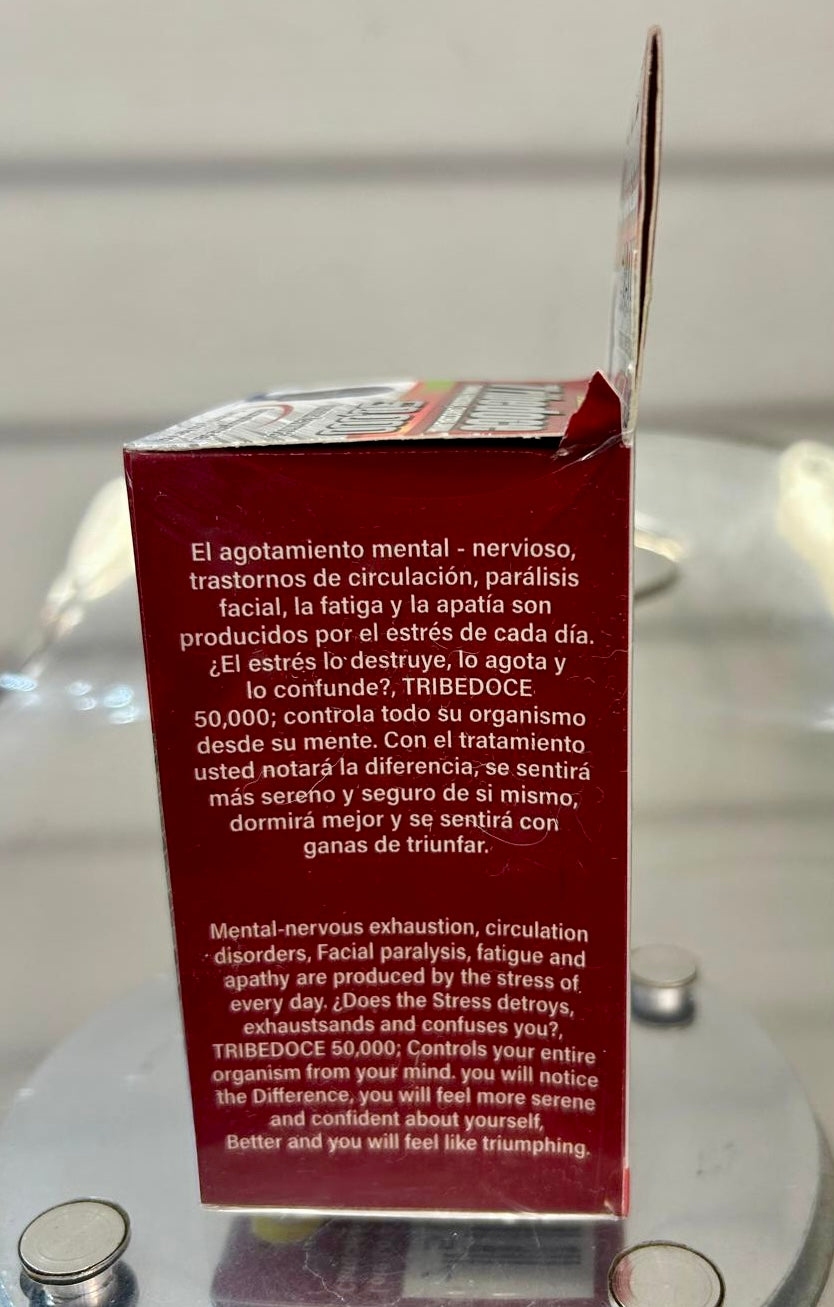 El agotamiento mental - nervioso,
trastornos de circulación, parálisis
facial, la fatiga y la apatía son
producidos por el estrés de cada día.
¿El estrés lo destruye, lo agota y
lo confunde?, TRIBEDOCE
50,000; controla todo su organismo
desde su mente. Con el tratamiento
usted notará la diferencia, se sentirá
más sereno y seguro de si mismo,
dormirá mejor y se sentirá con
ganas de triunfar.
Mental-nervous exhaustion, circulation
disorders, Facial paralysis, fatigue and
apathy are produced by the stress of
every day. ¿Does the Stress detroys,
exhaustsands and confuses you?,
TRIBEDOCE 50,000; Controls your entire
organism from your mind. you will notice
the Difference, you will feel more serene
and confident about yourself,
Better and you will feel like triumphing.